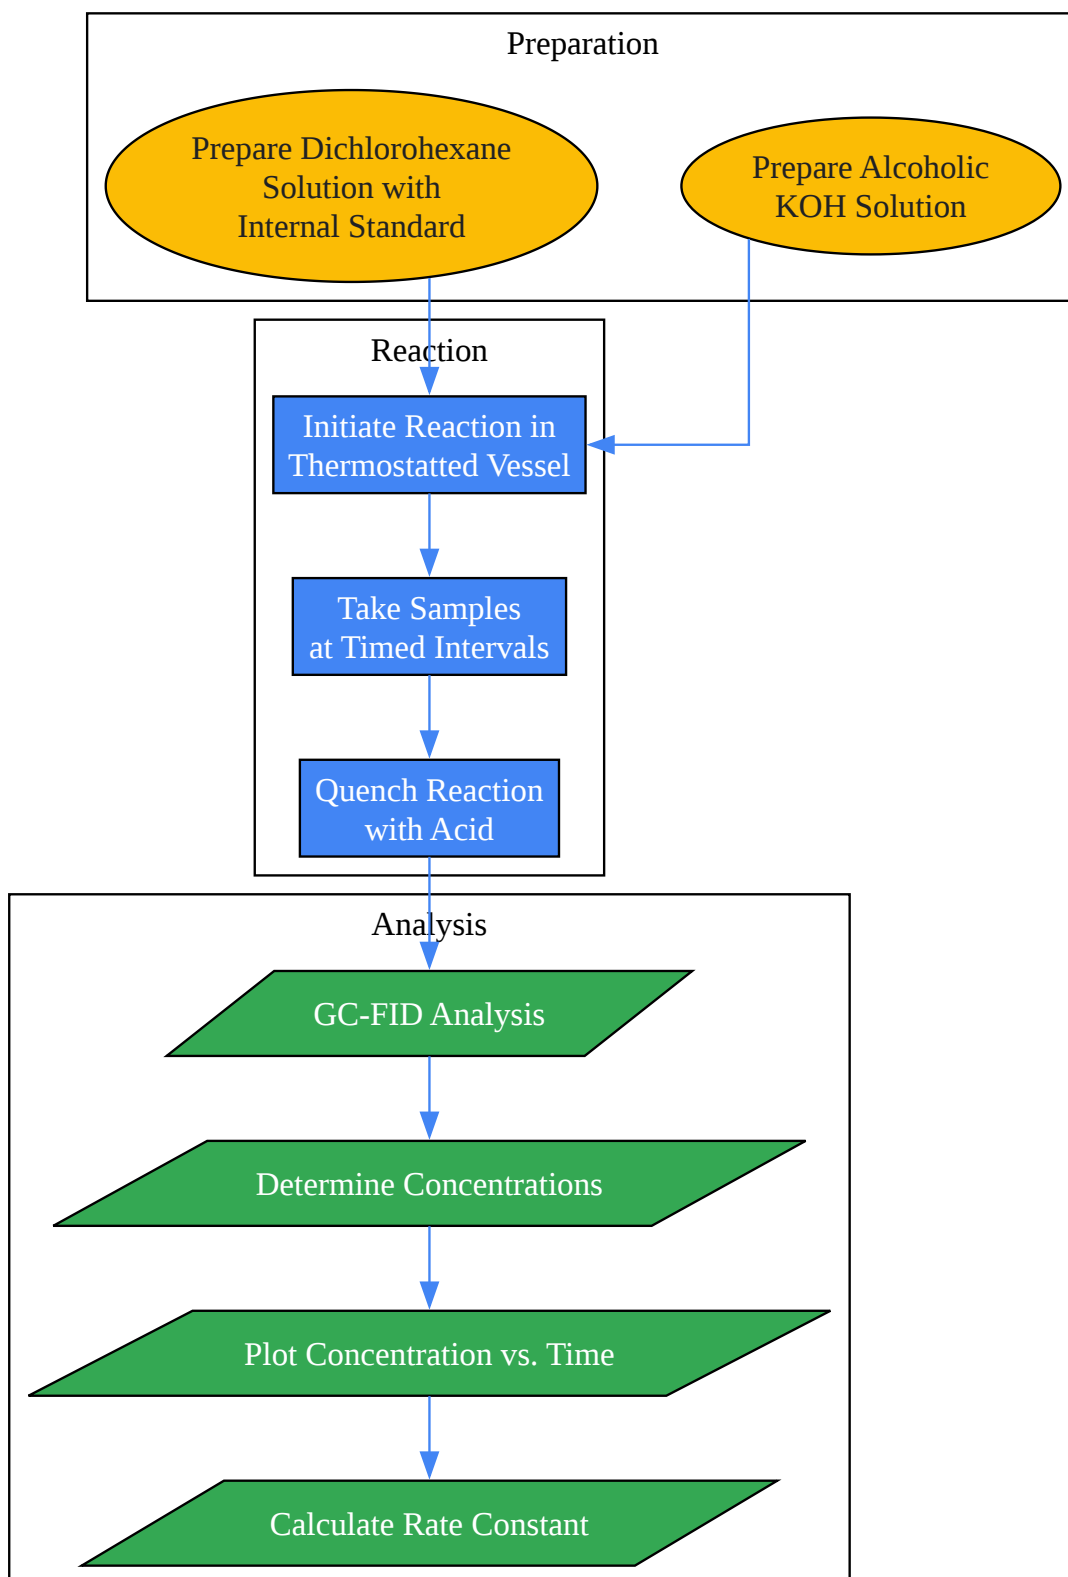 Preparation
Prepare Dichlorohexane
Solution with
Internal Standard
Prepare Alcoholic
KOH Solution
Reaction
Initiate Reaction in
Thermostatted Vessel
Take Samples
at Timed Intervals
Quench Reaction
with Acid
Analysis
GC-FID Analysis
Determine Concentrations
Plot Concentration vs. Time
Calculate Rate Constant